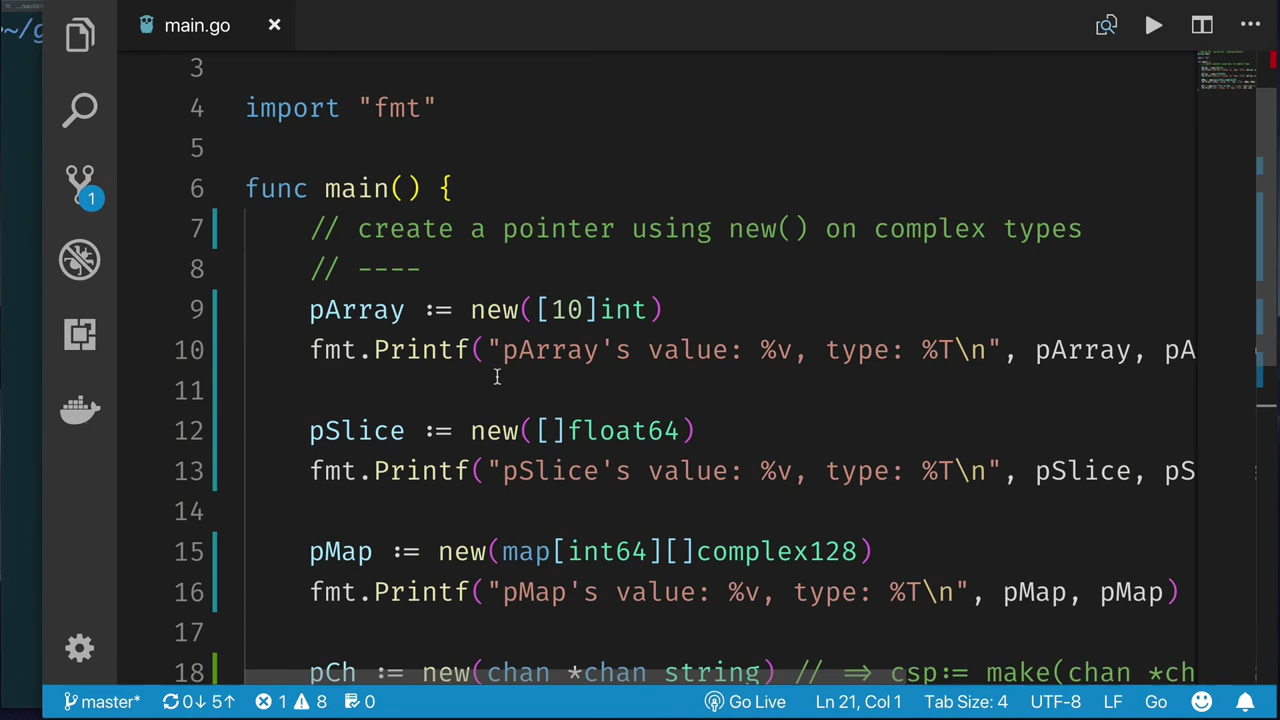 ~/g
main.go
3
4 import "fmt"
5
6 func main() {
7 // create a pointer using new() on complex types
8 // ----
9 pArray := new([10]int)
10 fmt.Printf("pArray's value: %v, type: %T\n", pArray, pA
11
12 pSlice := new([]float64)
13 fmt.Printf("pSlice's value: %v, type: %T\n", pSlice, pS
14
15 pMap := new(map[int64][]complex128)
16 fmt.Printf("pMap's value: %v, type: %T\n", pMap, pMap)
17
18 pCh := new(chan *chan string) // => csp:= make(chan *ch
1
master* 0↓ 5↑ 1 8 0 Go Live Ln 21, Col 1 Tab Size: 4 UTF-8 LF Go